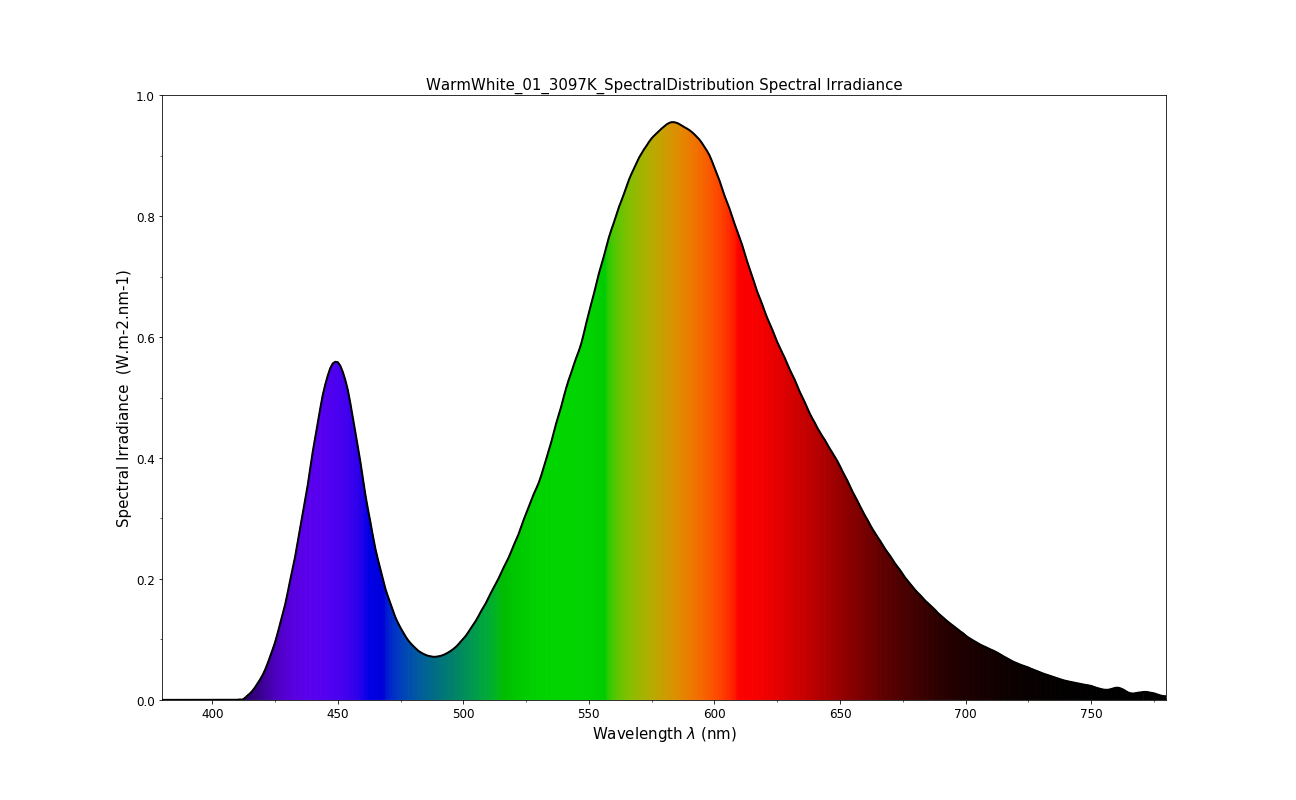 WarmWhite_01_3097K_SpectralDistribution Spectral Irradiance
1.0
0.8
0.6
0.4
0.2
0.0
Spectral Irradiance (W.m-2.nm-1)
400 450 500 550 600 650 700 750
Wavelength λ (nm)